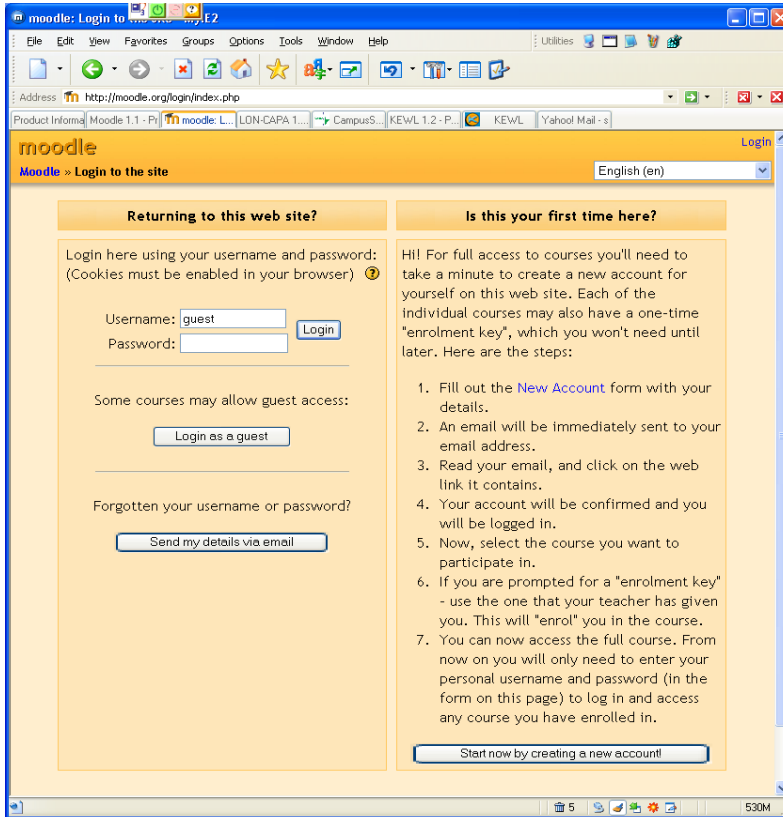 moodle: Login to the site - MyIE2
File Edit View Favorites Groups Options Tools Window Help Utilities
Address http://moodle.org/login/index.php
Product Informa Moodle 1.1 - Pr moodle: L... LON-CAPA 1.... CampusS... KEWL 1.2 - P... KEWL Yahoo! Mail - s
moodle
Login
Moodle » Login to the site
English (en)
Returning to this web site?
Login here using your username and password:
(Cookies must be enabled in your browser) ?
Username: guest
Login
Password:
Some courses may allow guest access:
Login as a guest
Forgotten your username or password?
Send my details via email
Is this your first time here?
Hi! For full access to courses you'll need to
take a minute to create a new account for
yourself on this web site. Each of the
individual courses may also have a one-time
"enrolment key", which you won't need until
later. Here are the steps:
1. Fill out the New Account form with your
details.
2. An email will be immediately sent to your
email address.
3. Read your email, and click on the web
link it contains.
4. Your account will be confirmed and you
will be logged in.
5. Now, select the course you want to
participate in.
6. If you are prompted for a "enrolment key"
- use the one that your teacher has given
you. This will "enrol" you in the course.
7. You can now access the full course. From
now on you will only need to enter your
personal username and password (in the
form on this page) to log in and access
any course you have enrolled in.
Start now by creating a new account!
5
530M